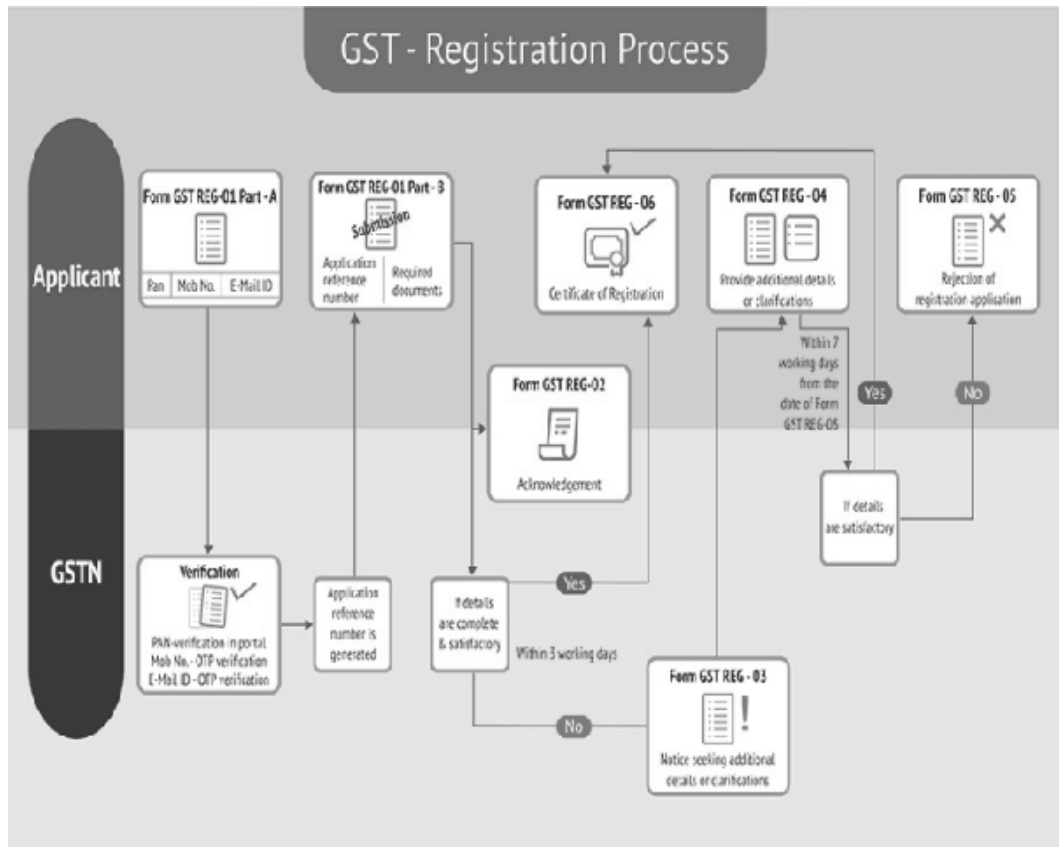 GST - Registration Process
Applicant
GSTN
Form GST REG-01 Part -A
Pan Mob No. E-Mail ID
Form GST REG-01 Part - B
Submission
Application
reference
number
Required
documents
Form GST REG - 06
Certificate of Registration
Form GST REG - 04
Provide additional details
or clarifications
Form GST REG - 05
Rejection of
registration application
Form GST REG-02
Acknowledgement
Within 7
working days
from the
date of Form
GST REG-03
Yes
No
If details
are satisfactory
Verification
PAN-verification in portal
Mob No.- OTP verification
E-Mail ID - OTP verification
Application
reference
number is
generated
If details
are complete
& satisfactory
Yes
Within 3 working days
No
Form GST REG - 03
Notice seeking additional
details or clarifications